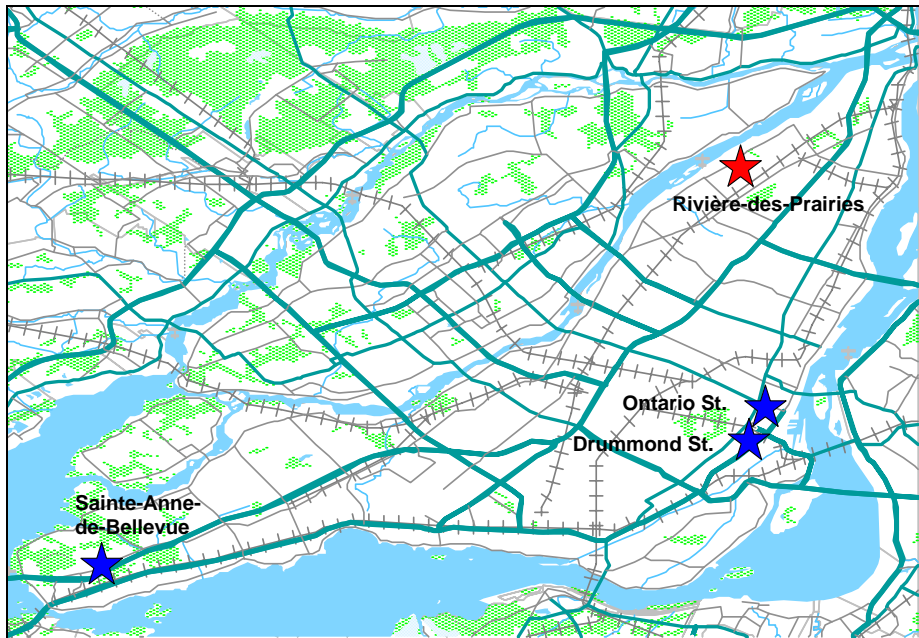 Rivière-des-Prairies
Ontario St.
Drummond St.
Sainte-Anne-
de-Bellevue